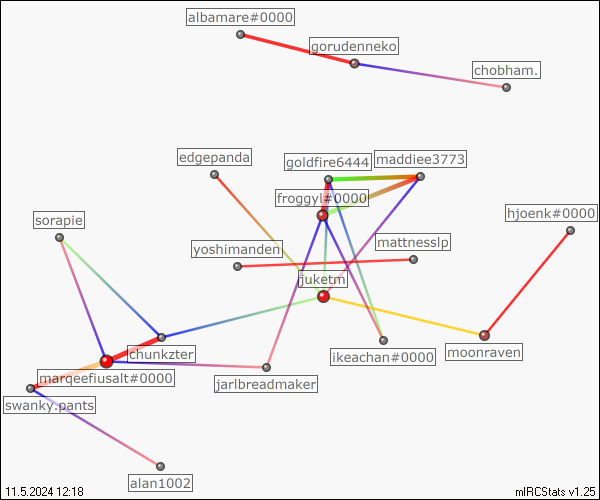 albamare#0000
gorudenneko
chobham.
edgepanda
goldfire6444
maddiee3773
froggyl#0000
sorapie
hjoenk#0000
yoshimanden
mattnesslp
juketm
chunkzter
ikeachan#0000
moonraven
marqeefiusalt#0000
jarlbreadmaker
swanky.pants
alan1002
11.5.2024 12:18
mIRCStats v1.25